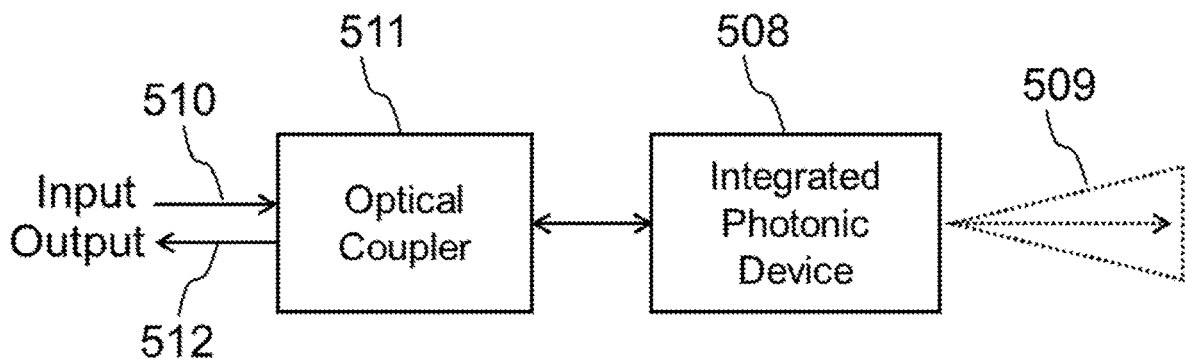 511
508
509
510
Input
Output
Optical
Coupler
Integrated
Photonic
Device
512